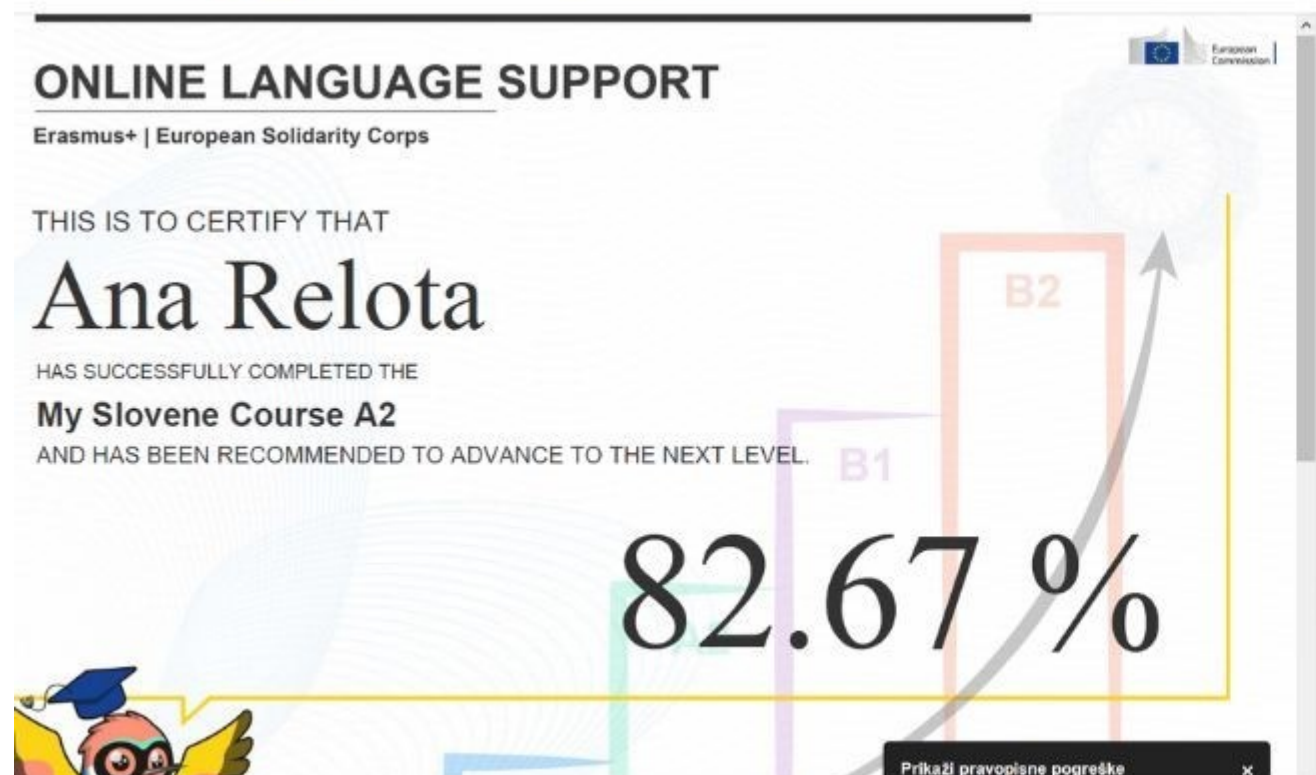 European
Commission
ONLINE LANGUAGE SUPPORT
Erasmus+ | European Solidarity Corps
THIS IS TO CERTIFY THAT
Ana Relota
HAS SUCCESSFULLY COMPLETED THE
My Slovene Course A2
AND HAS BEEN RECOMMENDED TO ADVANCE TO THE NEXT LEVEL.
B2
B1
82.67 %
Prikaži pravopisne pogreške